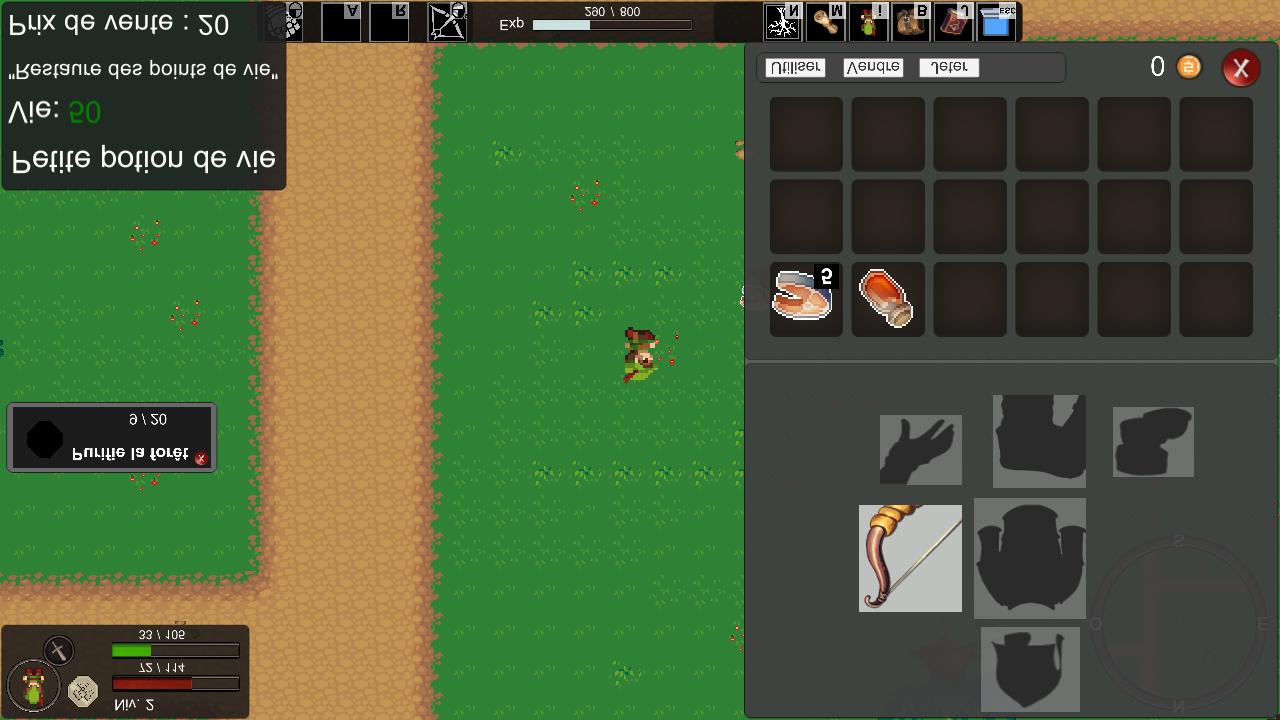 Niv. 2
72 / 114
33 / 105
Purifie la forêt
9 / 20
x
Petite potion de vie
Vie: 50
"Restaure des points de vie"
Prix de vente : 20
A
R
Exp
290 / 800
N
M
I
B
J
ESC
Utiliser
Vendre
Jeter
0
X
5
N
O
E
S